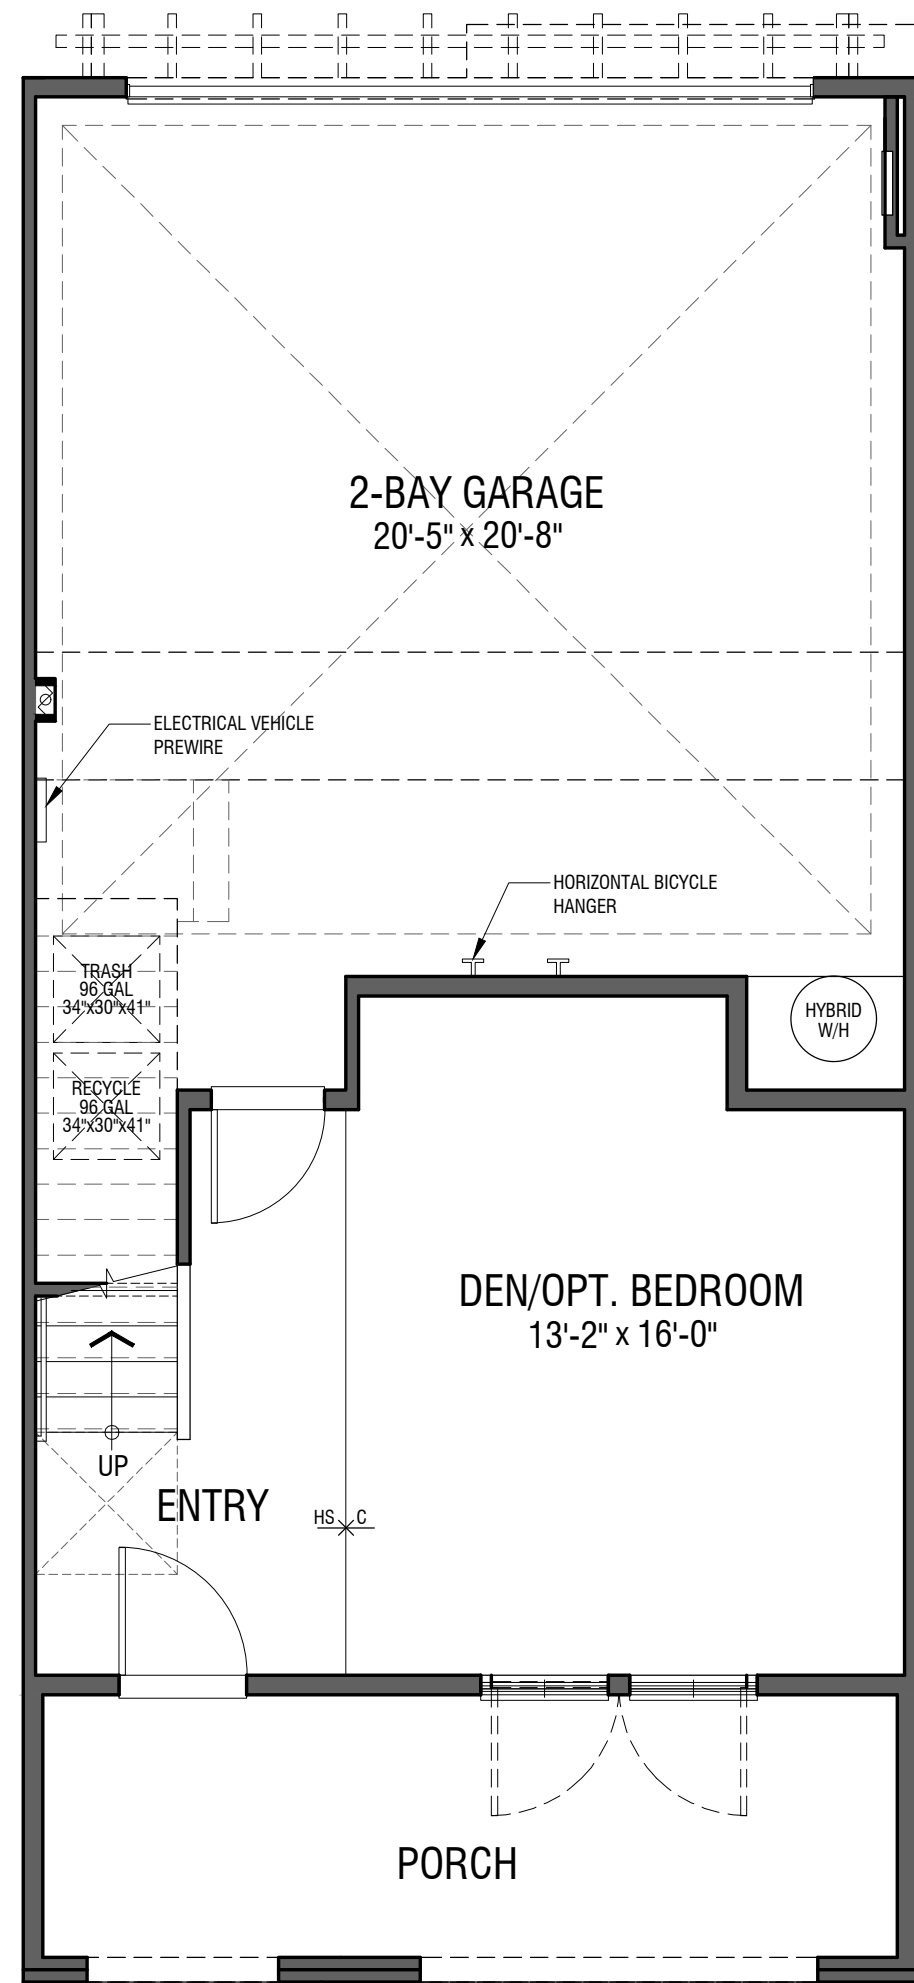 2-BAY GARAGE
20'-5" x 20'-8"
ELECTRICAL VEHICLE
PREWIRE
HORIZONTAL BICYCLE
HANGER
TRASH
96 GAL
34"x30"x41"
HYBRID
W/H
RECYCLE
96 GAL
34"x30"x41"
DEN/OPT. BEDROOM
13'-2" x 16'-0"
UP
ENTRY
HS C
PORCH